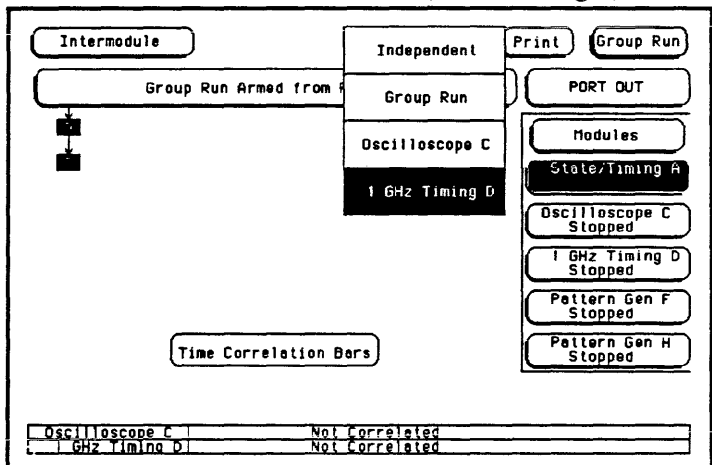 Intermodule
Independent
Print
Group Run
Group Run Armed from
Group Run
PORT OUT
Oscilloscope C
1 GHz Timing D
Modules
State/Timing A
Oscilloscope C
Stopped
1 GHz Timing D
Stopped
Pattern Gen F
Stopped
Pattern Gen H
Stopped
Time Correlation Bars
Oscilloscope C Not Correlated
1 GHz Timing D Not Correlated